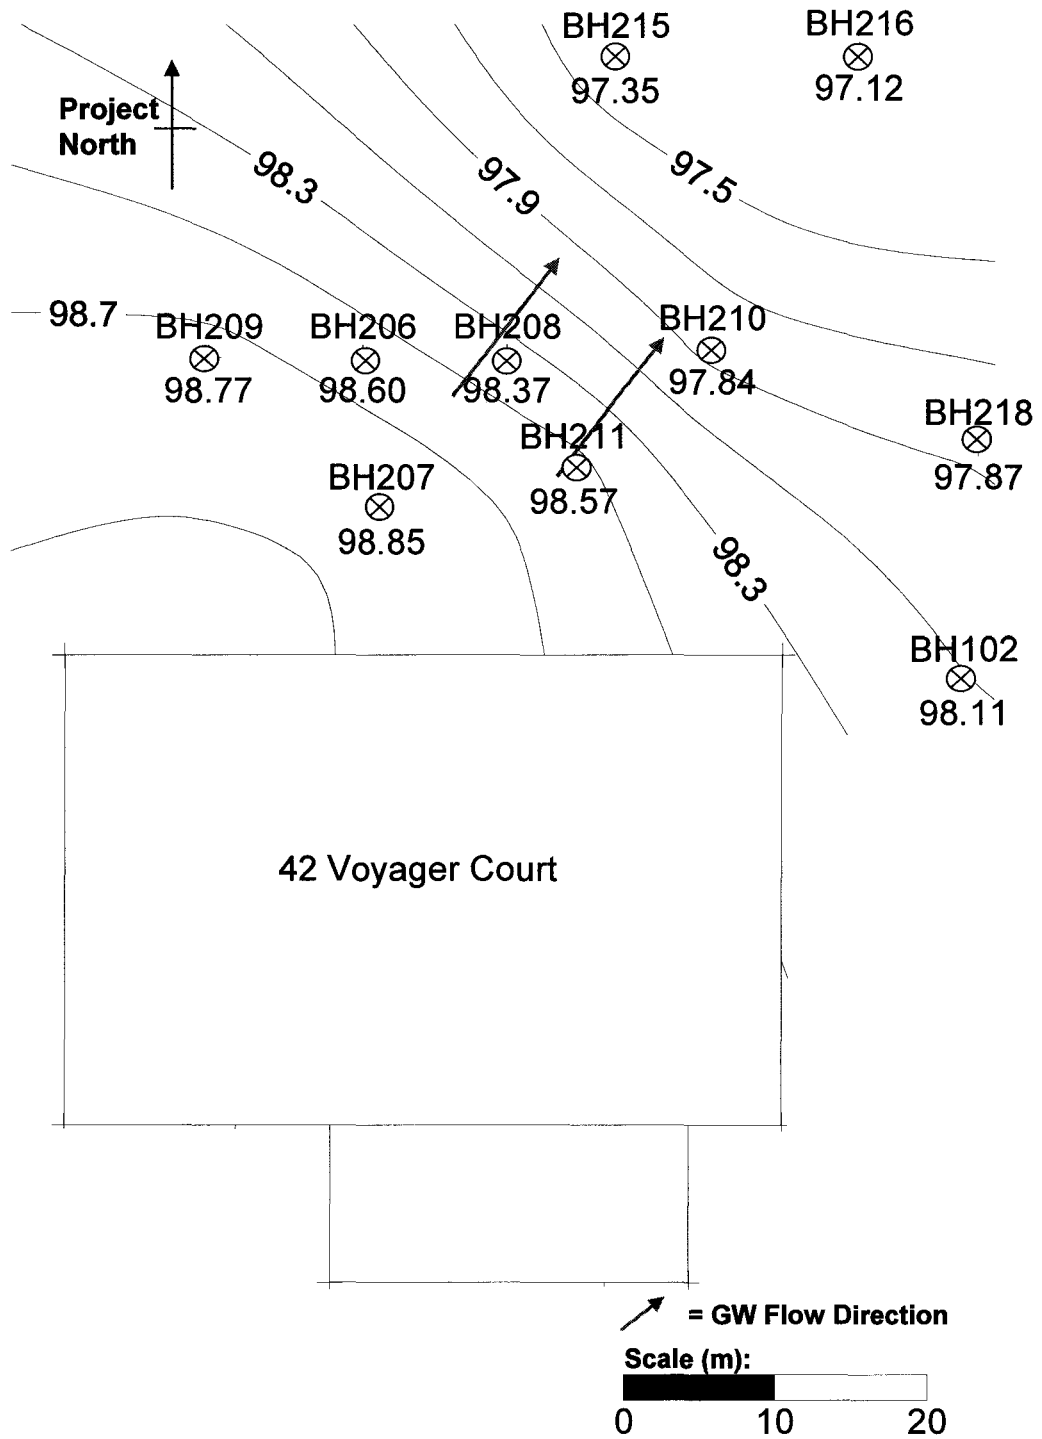 BH215
97.35
BH216
97.12
Project
North
98.3
97.9
97.5
98.7
BH209
98.77
BH206
98.60
BH208
98.37
BH210
97.84
BH211
98.57
BH218
97.87
BH207
98.85
98.3
BH102
98.11
42 Voyager Court
= GW Flow Direction
Scale (m):
0 10 20